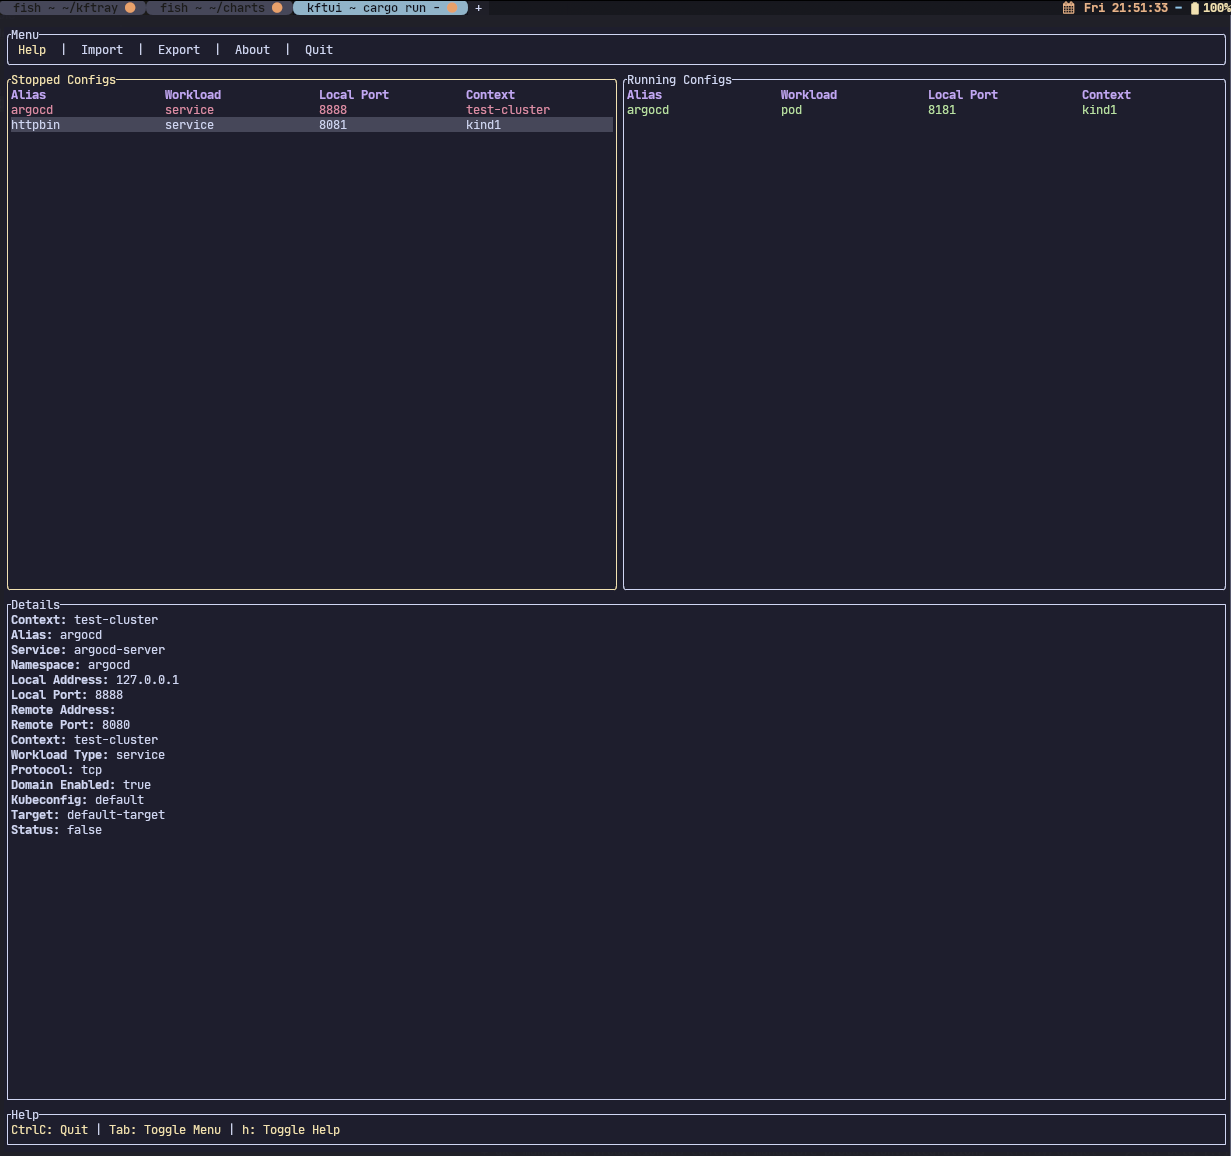 fish ~ ~/kftray fish ~ ~/charts kftui ~ cargo run - + Fri 21:51:33 - 100%
Menu
Help | Import | Export | About | Quit
Stopped Configs
Alias Workload Local Port Context
argocd service 8888 test-cluster
httpbin service 8081 kind1
Running Configs
Alias Workload Local Port Context
argocd pod 8181 kind1
Details
Context: test-cluster
Alias: argocd
Service: argocd-server
Namespace: argocd
Local Address: 127.0.0.1
Local Port: 8888
Remote Address:
Remote Port: 8080
Context: test-cluster
Workload Type: service
Protocol: tcp
Domain Enabled: true
Kubeconfig: default
Target: default-target
Status: false
Help
CtrlC: Quit | Tab: Toggle Menu | h: Toggle Help